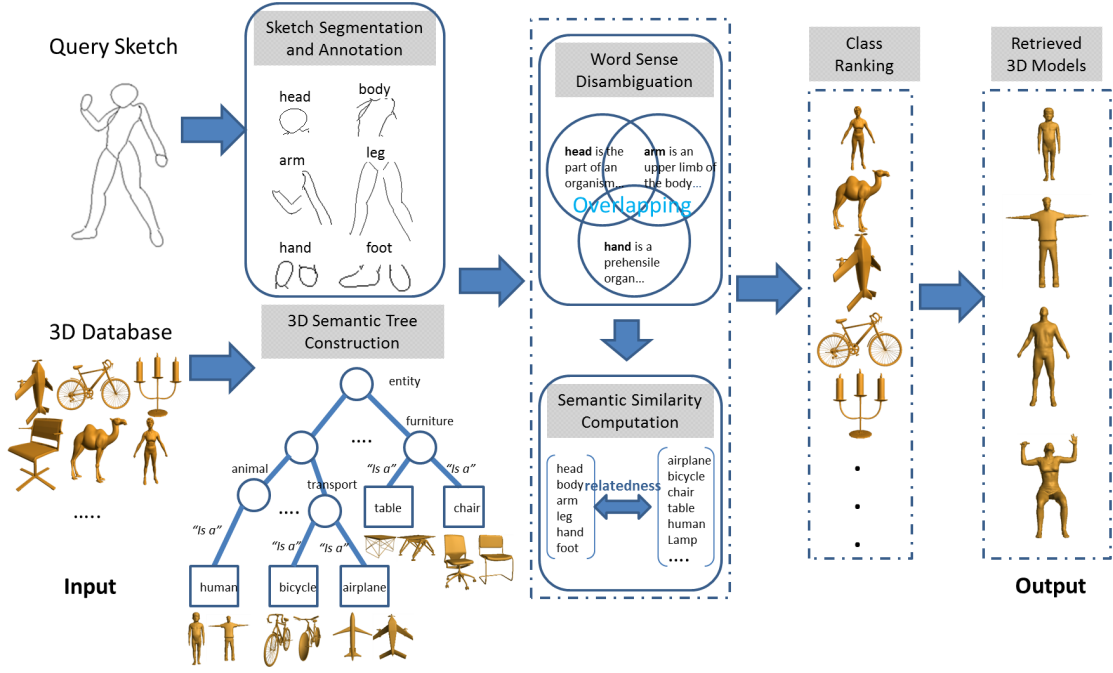 Query Sketch
Sketch Segmentation
and Annotation
head
body
arm
leg
hand
foot
3D Database
.....
Input
3D Semantic Tree
Construction
entity
....
furniture
animal
transport
....
"Is a"
"Is a"
"Is a"
"Is a"
"Is a"
table
chair
human
bicycle
airplane
Word Sense
Disambiguation
head is the
part of an
organism...
arm is an
upper limb of
the body...
Overlapping
hand is a
prehensile
organ...
Semantic Similarity
Computation
head
body
arm
leg
hand
foot
relatedness
airplane
bicycle
chair
table
human
Lamp
....
Class
Ranking
Retrieved
3D Models
Output